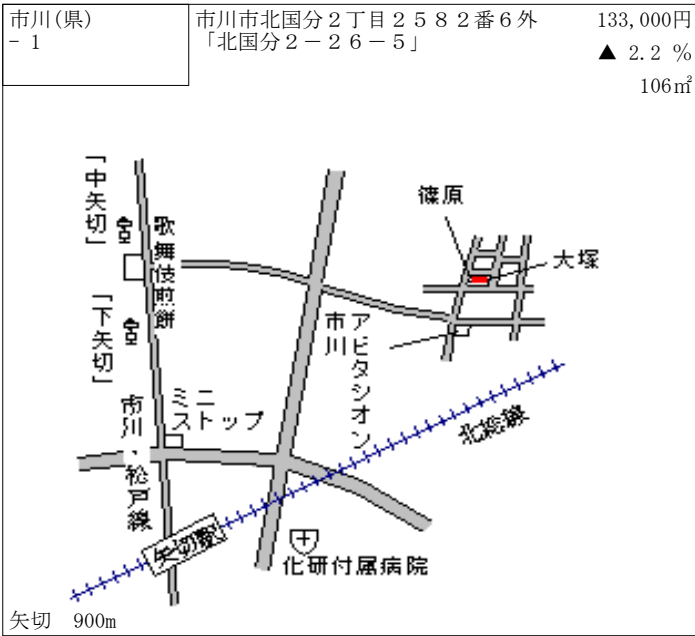 市川(県)
- 1
市川市北国分２丁目２５８２番６外
「北国分２－２６－５」
133,000円
▲ 2.2 %
106㎡
「中矢切」
歌舞伎煎餅
篠原
大塚
「下矢切」
アビタシオン
市川
ミニ
ストップ
市川・松戸線
北総線
矢切駅
化研付属病院
矢切 900m